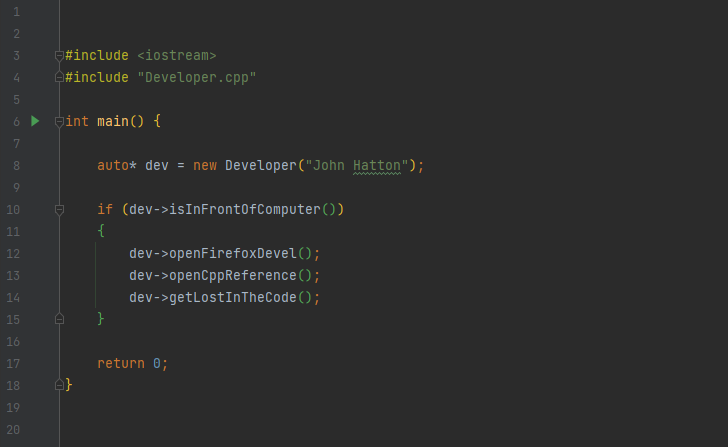 1
2
3 #include <iostream>
4 #include "Developer.cpp"
5
6 int main() {
7
8 auto* dev = new Developer("John Hatton");
9
10 if (dev->isInFrontOfComputer())
11 {
12 dev->openFirefoxDevel();
13 dev->openCppReference();
14 dev->getLostInTheCode();
15 }
16
17 return 0;
18 }
19
20